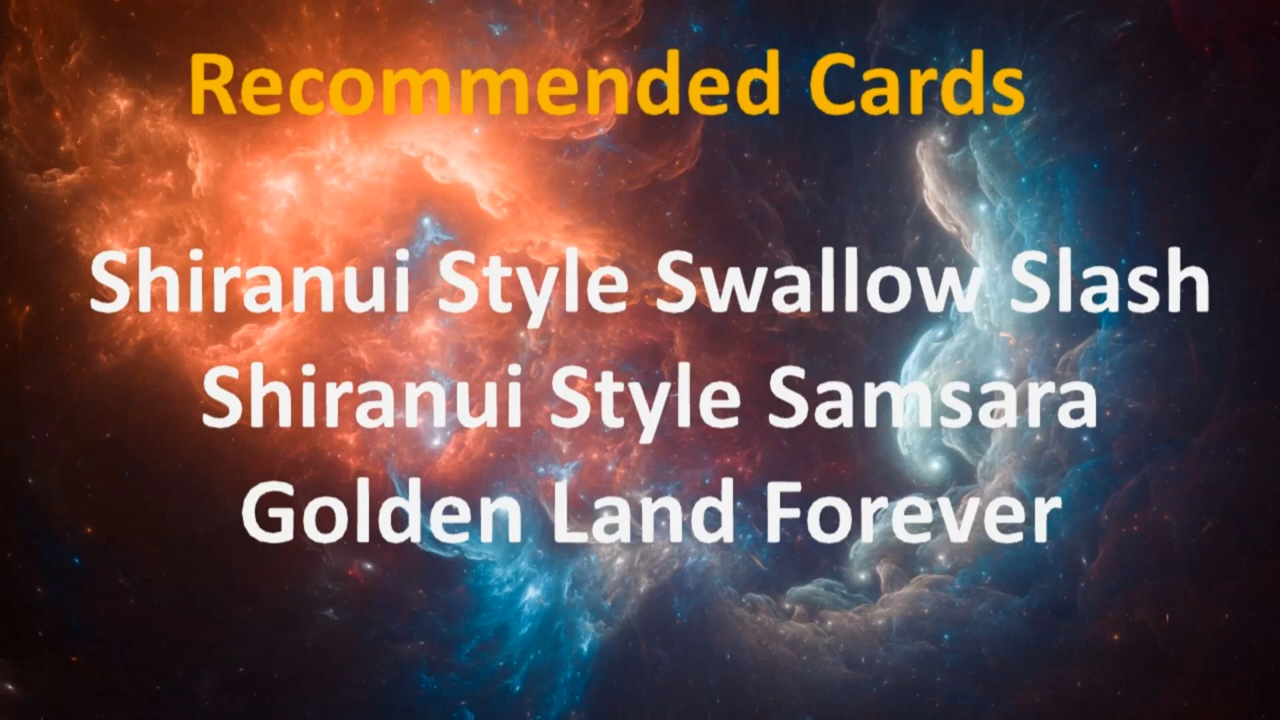 Recommended Cards
Shiranui Style Swallow Slash
Shiranui Style Samsara
Golden Land Forever